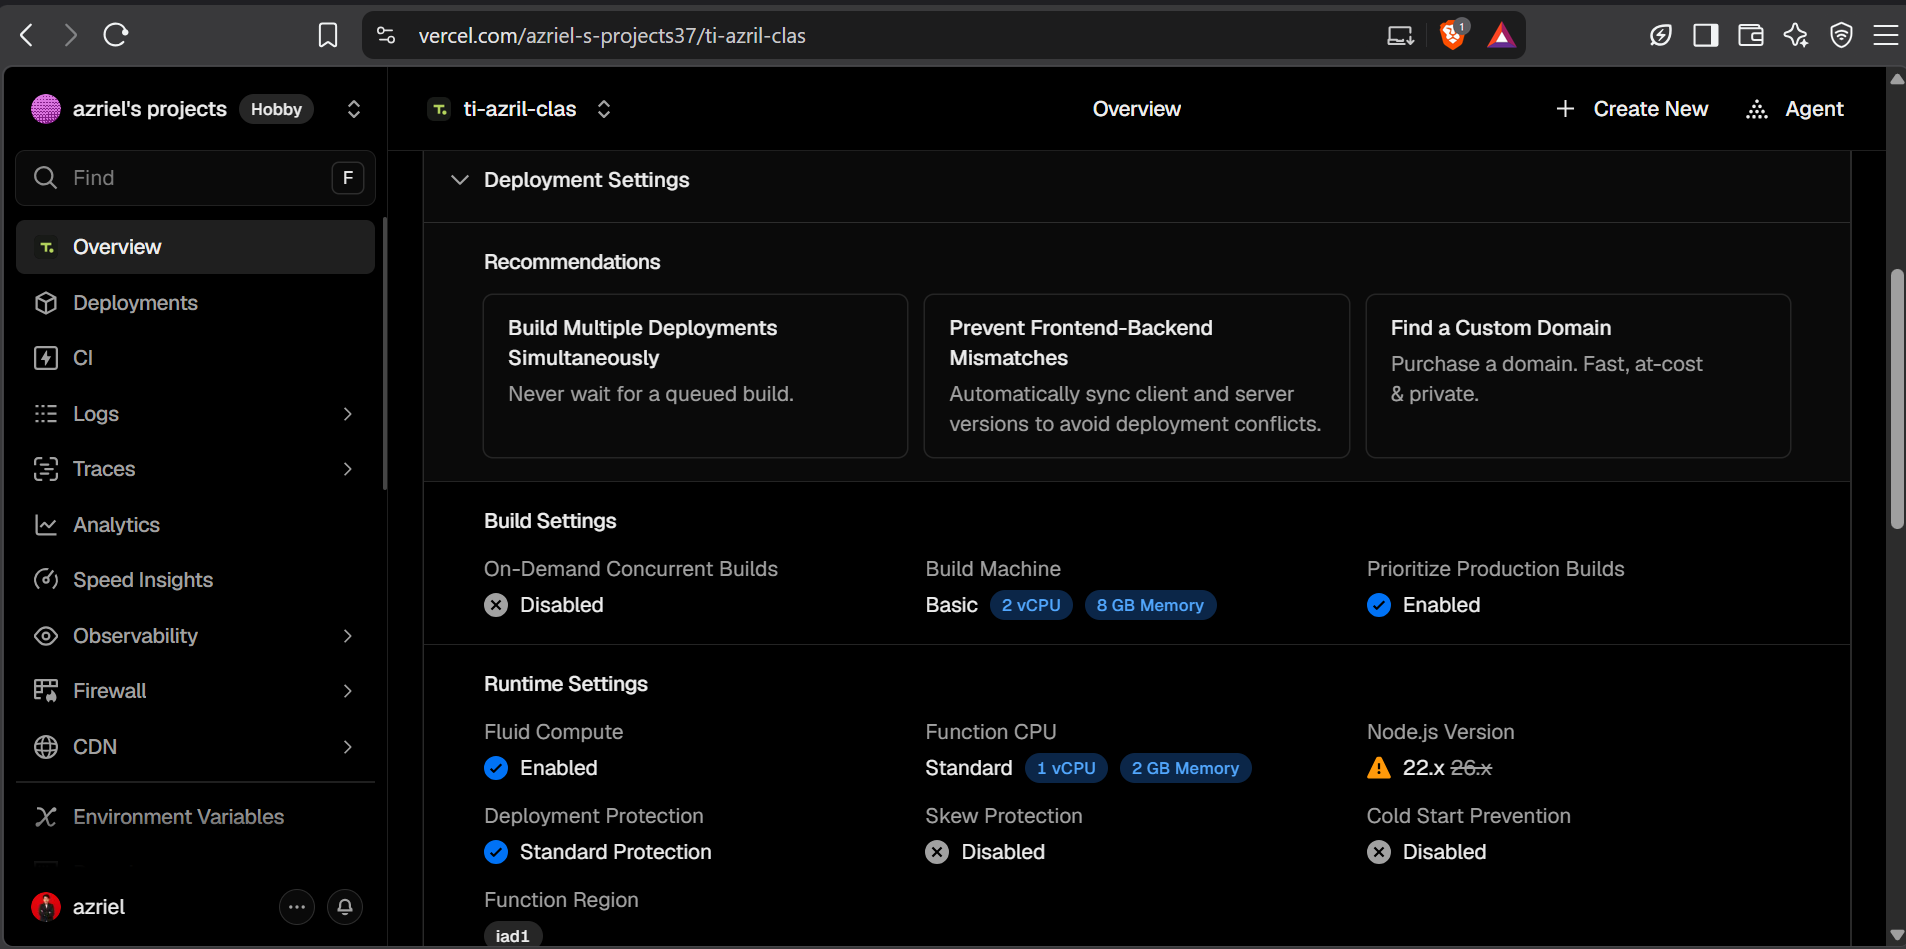 vercel.com/azriel-s-projects37/ti-azril-clas
1
azriel's projects Hobby
ti-azril-clas
Overview
Create New
Agent
Find F
Overview
Deployments
CI
Logs
Traces
Analytics
Speed Insights
Observability
Firewall
CDN
Environment Variables
azriel
Deployment Settings
Recommendations
Build Multiple Deployments
Simultaneously
Never wait for a queued build.
Prevent Frontend-Backend
Mismatches
Automatically sync client and server
versions to avoid deployment conflicts.
Find a Custom Domain
Purchase a domain. Fast, at-cost
& private.
Build Settings
On-Demand Concurrent Builds
Disabled
Build Machine
Basic 2 vCPU 8 GB Memory
Prioritize Production Builds
Enabled
Runtime Settings
Fluid Compute
Enabled
Function CPU
Standard 1 vCPU 2 GB Memory
Node.js Version
22.x 26.x
Deployment Protection
Standard Protection
Skew Protection
Disabled
Cold Start Prevention
Disabled
Function Region
iad1